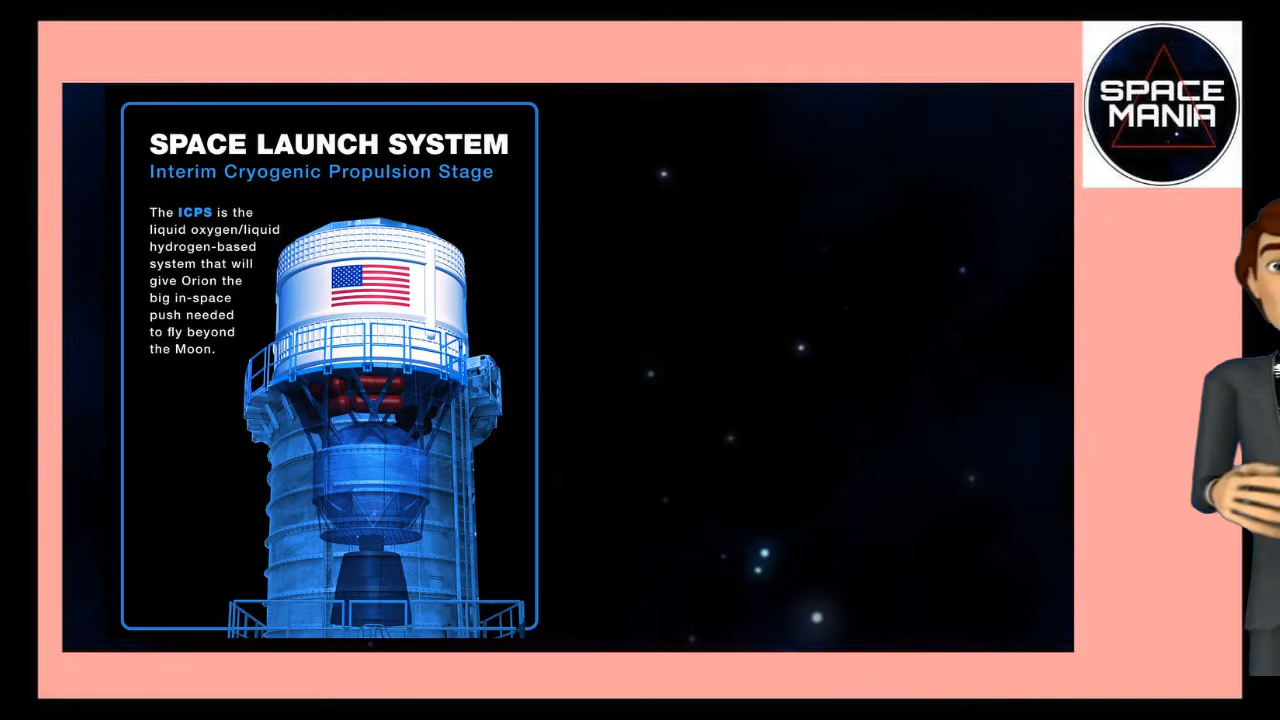 SPACE LAUNCH SYSTEM
Interim Cryogenic Propulsion Stage
The ICPS is the
liquid oxygen/liquid
hydrogen-based
system that will
give Orion the
big in-space
push needed
to fly beyond
the Moon.
SPACE
MANIA